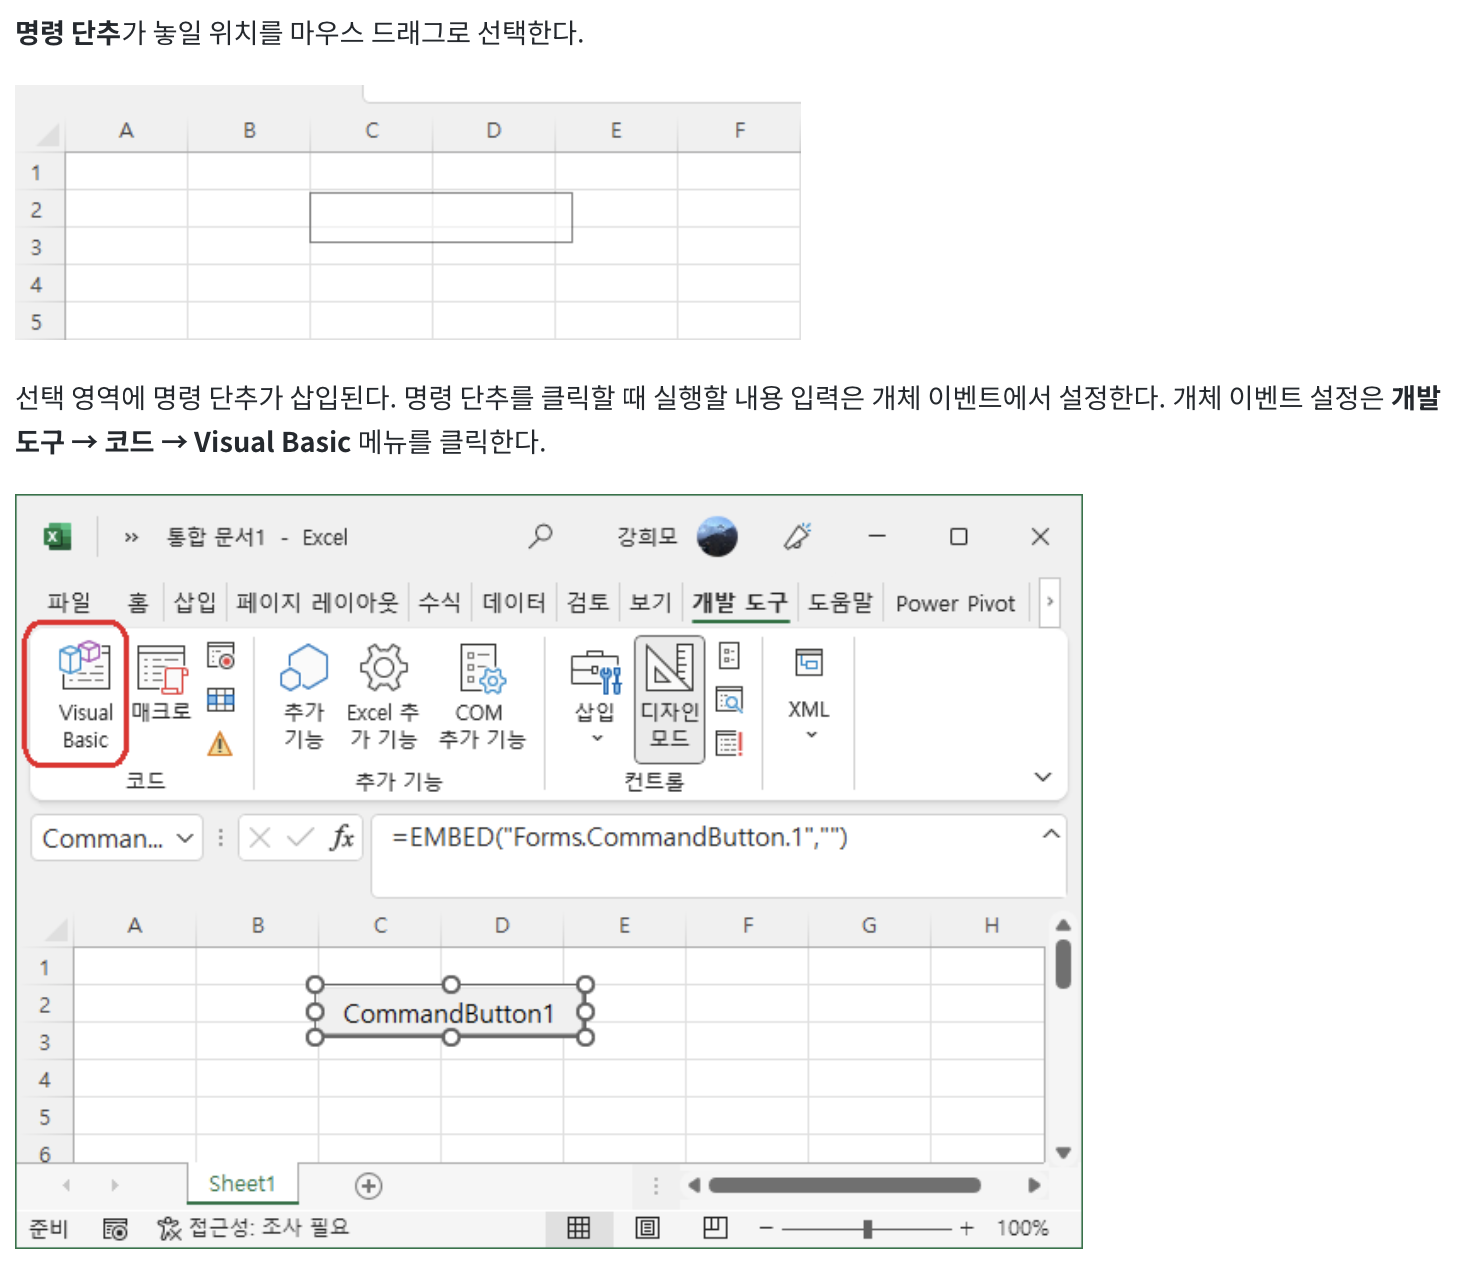 명령 단추가 놓일 위치를 마우스 드래그로 선택한다.
A B C D E F
1
2
3
4
5
선택 영역에 명령 단추가 삽입된다. 명령 단추를 클릭할 때 실행할 내용 입력은 개체 이벤트에서 설정한다. 개체 이벤트 설정은 개발
도구 → 코드 → Visual Basic 메뉴를 클릭한다.
» 통합 문서1 - Excel 강희모
파일 홈 삽입 페이지 레이아웃 수식 데이터 검토 보기 개발 도구 도움말 Power Pivot
Visual Basic 매크로 추가 기능 Excel 추가 기능 COM 추가 기능 삽입 디자인 모드 XML
코드 추가 기능 컨트롤
Comman... fx =EMBED("Forms.CommandButton.1","")
A B C D E F G H
1
2 CommandButton1
3
4
5
6
Sheet1
준비 접근성: 조사 필요 100%